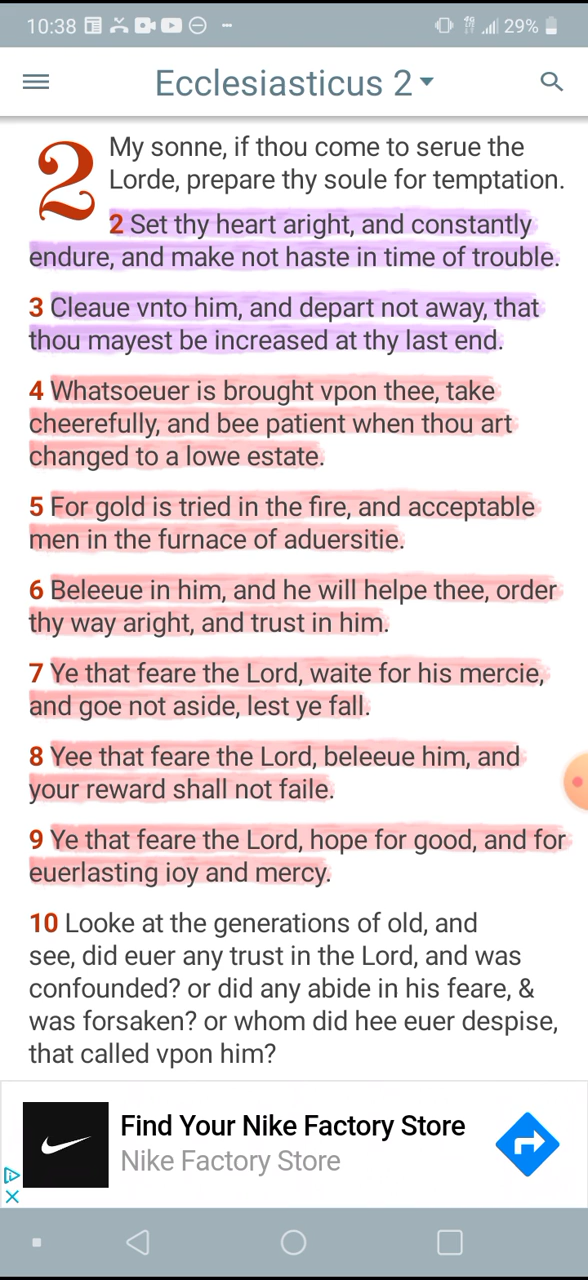 10:38
4G
29%
Ecclesiasticus 2
2
My sonne, if thou come to serue the
Lorde, prepare thy soule for temptation.
2 Set thy heart aright, and constantly
endure, and make not haste in time of trouble.
3 Cleaue vnto him, and depart not away, that
thou mayest be increased at thy last end.
4 Whatsoeuer is brought vpon thee, take
cheerefully, and bee patient when thou art
changed to a lowe estate.
5 For gold is tried in the fire, and acceptable
men in the furnace of aduersitie.
6 Beleeue in him, and he will helpe thee, order
thy way aright, and trust in him.
7 Ye that feare the Lord, waite for his mercie,
and goe not aside, lest ye fall.
8 Yee that feare the Lord, beleeue him, and
your reward shall not faile.
9 Ye that feare the Lord, hope for good, and for
euerlasting ioy and mercy.
10 Looke at the generations of old, and
see, did euer any trust in the Lord, and was
confounded? or did any abide in his feare, &
was forsaken? or whom did hee euer despise,
that called vpon him?
Find Your Nike Factory Store
Nike Factory Store